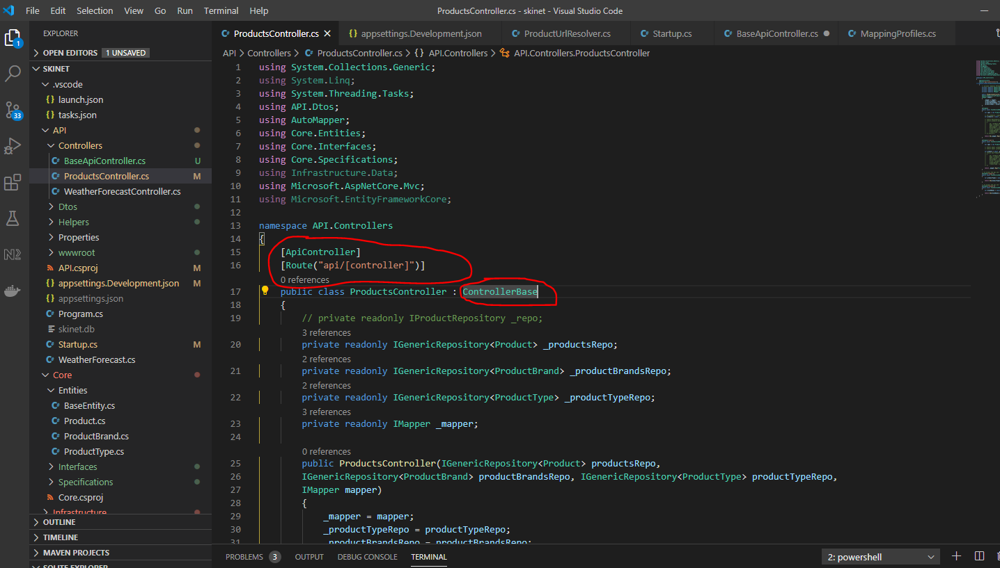 File Edit Selection View Go Run Terminal Help ProductsController.cs - skinet - Visual Studio Code
EXPLORER
OPEN EDITORS 1 UNSAVED
SKINET
.vscode
{} launch.json
{} tasks.json
API
Controllers
C# BaseApiController.cs U
C# ProductsController.cs M
C# WeatherForecastController.cs
Dtos
Helpers
Properties
wwwroot
API.csproj M
{} appsettings.Development.json M
{} appsettings.json
C# Program.cs
skinet.db
C# Startup.cs M
C# WeatherForecast.cs
Core
Entities
C# BaseEntity.cs
C# Product.cs
C# ProductBrand.cs
C# ProductType.cs
Interfaces
Specifications
Core.csproj
Infrastructure
OUTLINE
TIMELINE
MAVEN PROJECTS
SQLITE EXPLORER
1
33
N
C# ProductsController.cs × {} appsettings.Development.json C# ProductUrlResolver.cs C# Startup.cs C# BaseApiController.cs ● C# MappingProfiles.cs
API > Controllers > C# ProductsController.cs > {} API.Controllers > API.Controllers.ProductsController
1 using System.Collections.Generic;
2 using System.Linq;
3 using System.Threading.Tasks;
4 using API.Dtos;
5 using AutoMapper;
6 using Core.Entities;
7 using Core.Interfaces;
8 using Core.Specifications;
9 using Infrastructure.Data;
10 using Microsoft.AspNetCore.Mvc;
11 using Microsoft.EntityFrameworkCore;
12
13 namespace API.Controllers
14 {
15 [ApiController]
16 [Route("api/[controller]")]
0 references
17 public class ProductsController : ControllerBase
18 {
19 // private readonly IProductRepository _repo;
3 references
20 private readonly IGenericRepository<Product> _productsRepo;
2 references
21 private readonly IGenericRepository<ProductBrand> _productBrandsRepo;
2 references
22 private readonly IGenericRepository<ProductType> _productTypeRepo;
3 references
23 private readonly IMapper _mapper;
24
0 references
25 public ProductsController(IGenericRepository<Product> productsRepo,
26 IGenericRepository<ProductBrand> productBrandsRepo, IGenericRepository<ProductType> productTypeRepo,
27 IMapper mapper)
28 {
29 _mapper = mapper;
30 _productTypeRepo = productTypeRepo;
31 _productBrandsRepo = productBrandsRepo;
PROBLEMS 3 OUTPUT DEBUG CONSOLE TERMINAL 2: powershell